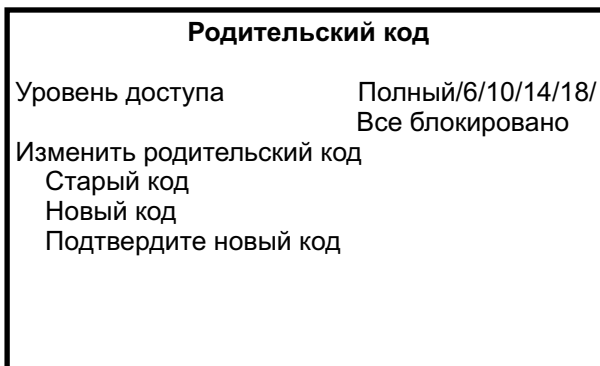 Родительский код
Уровень доступа Полный/6/10/14/18/
Все блокировано
Изменить родительский код
Старый код
Новый код
Подтвердите новый код